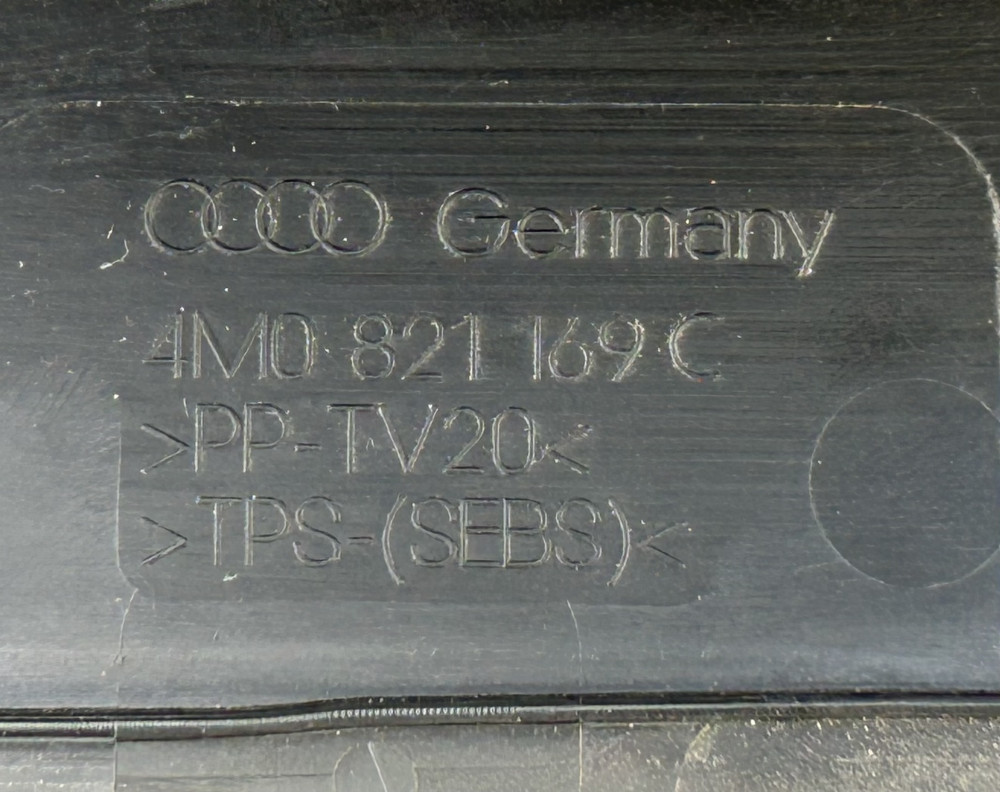 Germany
4M0 821 169 C
>PP-TV20<
>TPS-(SEBS)<